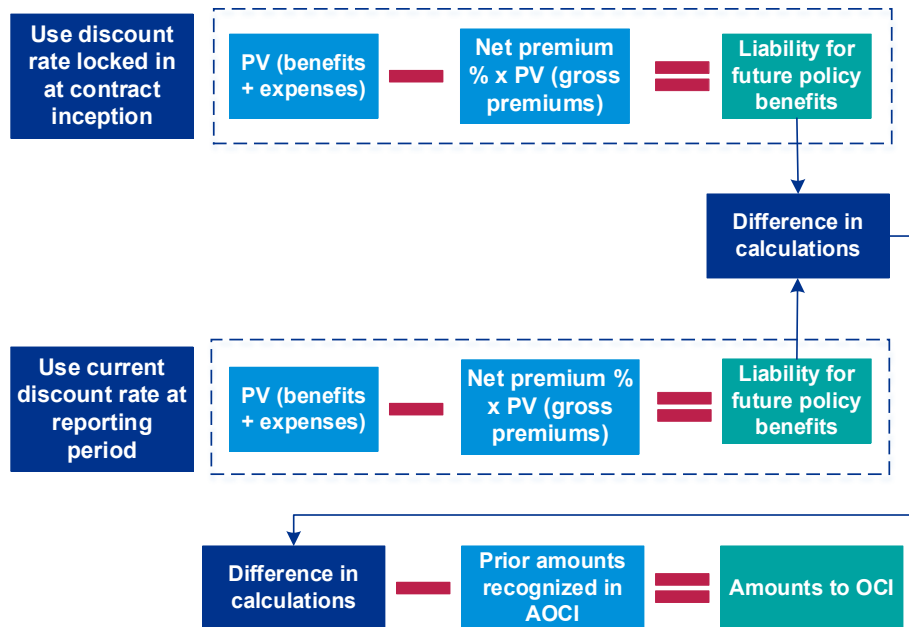 Use discount
rate locked in
at contract
inception
PV (benefits
+ expenses)
Net premium
% x PV (gross
premiums)
Liability for
future policy
benefits
Difference in
calculations
Use current
discount rate at
reporting
period
PV (benefits
+ expenses)
Net premium %
x PV (gross
premiums)
Liability for
future policy
benefits
Difference in
calculations
Prior amounts
recognized in
AOCI
Amounts to OCI